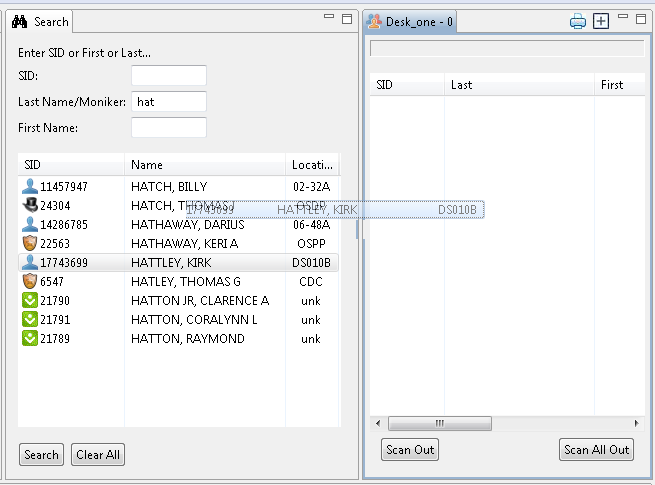 Search
Desk_one - 0
Enter SID or First or Last...
SID:
Last Name/Moniker: hat
First Name:
SID Name Locati...
11457947 HATCH, BILLY 02-32A
24304 HATCH, THOMAS J OSDP
17743699 HATTLEY, KIRK DS010B
14286785 HATHAWAY, DARIUS 06-48A
22563 HATHAWAY, KERI A OSPP
17743699 HATTLEY, KIRK DS010B
6547 HATLEY, THOMAS G CDC
21790 HATTON JR, CLARENCE A unk
21791 HATTON, CORALYNN L unk
21789 HATTON, RAYMOND unk
Search Clear All
SID Last First
Scan Out Scan All Out